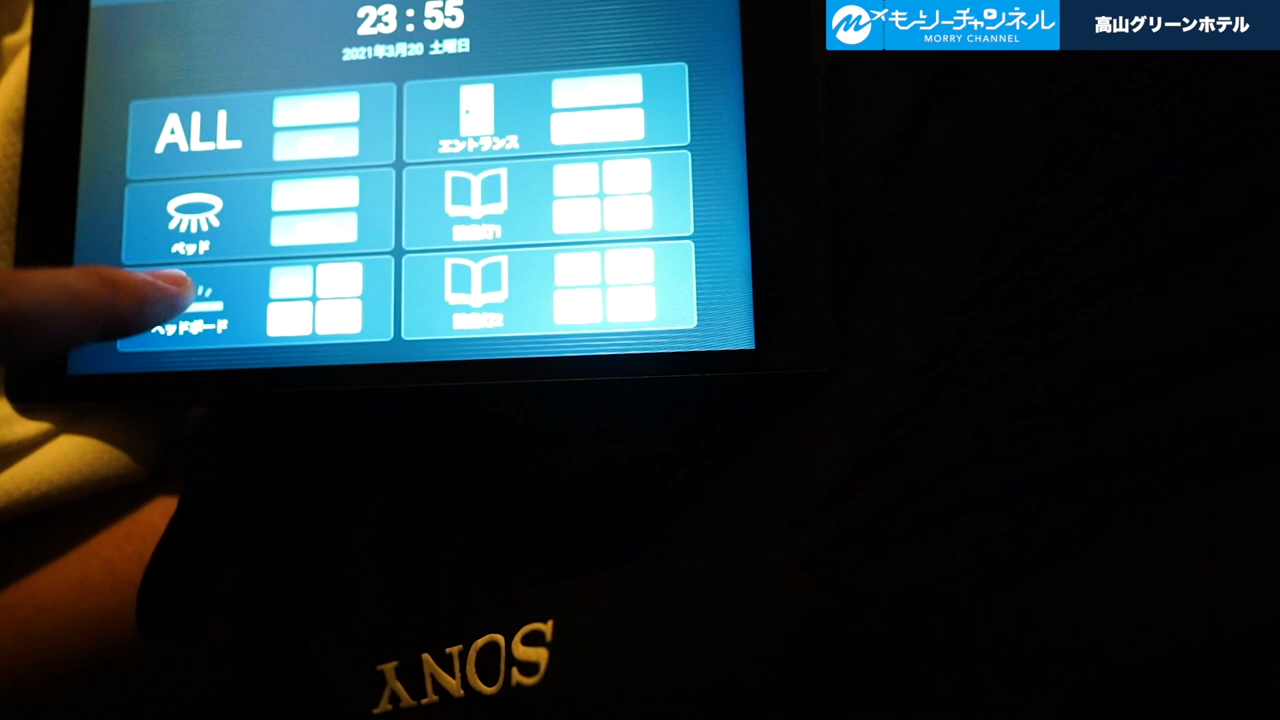 モーリーチャンネル
MORRY CHANNEL
高山グリーンホテル
23:55
2021年3月20 土曜日
ALL
エントランス
ベッド
ヘッドボード
SONY